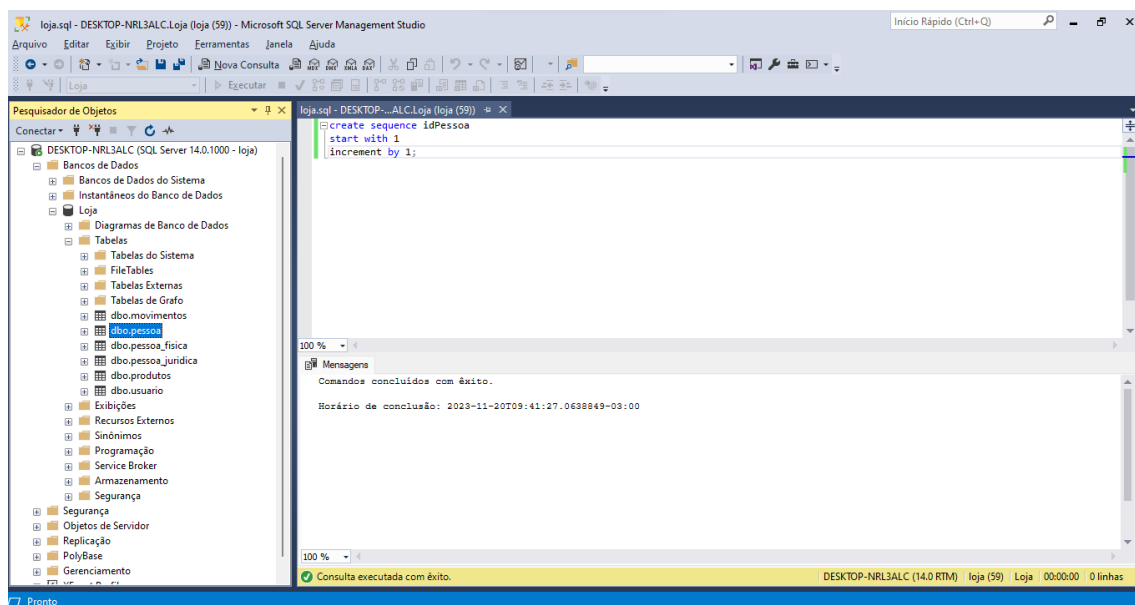 loja.sql - DESKTOP-NRL3ALC.Loja (loja (59)) - Microsoft SQL Server Management Studio
Início Rápido (Ctrl+Q)
Arquivo Editar Exibir Projeto Ferramentas Janela Ajuda
Nova Consulta
Loja
Executar
Pesquisador de Objetos
loja.sql - DESKTOP-...ALC.Loja (loja (59))
Conectar
DESKTOP-NRL3ALC (SQL Server 14.0.1000 - loja)
Bancos de Dados
Bancos de Dados do Sistema
Instantâneos do Banco de Dados
Loja
Diagramas de Banco de Dados
Tabelas
Tabelas do Sistema
FileTables
Tabelas Externas
Tabelas de Grafo
dbo.movimentos
dbo.pessoa
dbo.pessoa_fisica
dbo.pessoa_juridica
dbo.produtos
dbo.usuario
Exibições
Recursos Externos
Sinônimos
Programação
Service Broker
Armazenamento
Segurança
Segurança
Objetos de Servidor
Replicação
PolyBase
Gerenciamento
create sequence idPessoa
start with 1
increment by 1;
100 %
Mensagens
Comandos concluídos com êxito.
Horário de conclusão: 2023-11-20T09:41:27.0638849-03:00
100 %
Consulta executada com êxito.
DESKTOP-NRL3ALC (14.0 RTM) loja (59) Loja 00:00:00 0 linhas
Pronto